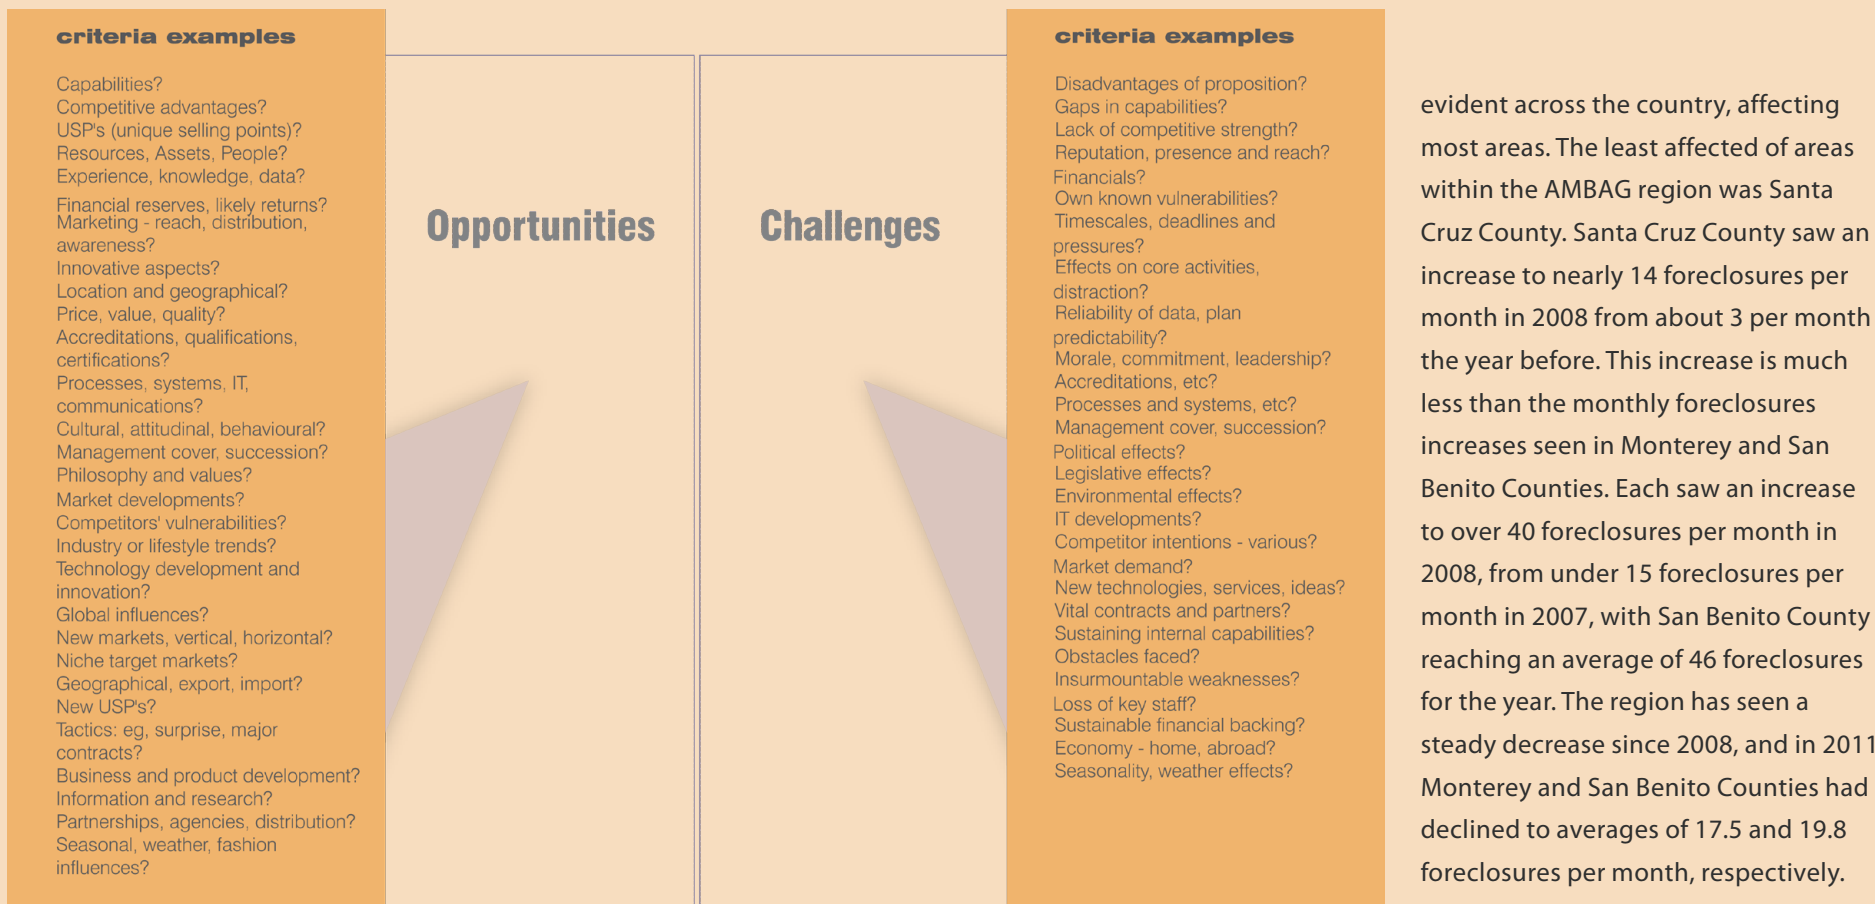 criteria examples
Capabilities?
Competitive advantages?
USP's (unique selling points)?
Resources, Assets, People?
Experience, knowledge, data?
Financial reserves, likely returns?
Marketing - reach, distribution,
awareness?
Innovative aspects?
Location and geographical?
Price, value, quality?
Accreditations, qualifications,
certifications?
Processes, systems, IT,
communications?
Cultural, attitudinal, behavioural?
Management cover, succession?
Philosophy and values?
Market developments?
Competitors' vulnerabilities?
Industry or lifestyle trends?
Technology development and
innovation?
Global influences?
New markets, vertical, horizontal?
Niche target markets?
Geographical, export, import?
New USP's?
Tactics: eg, surprise, major
contracts?
Business and product development?
Information and research?
Partnerships, agencies, distribution?
Seasonal, weather, fashion
influences?
Opportunities
Challenges
criteria examples
Disadvantages of proposition?
Gaps in capabilities?
Lack of competitive strength?
Reputation, presence and reach?
Financials?
Own known vulnerabilities?
Timescales, deadlines and
pressures?
Effects on core activities,
distraction?
Reliability of data, plan
predictability?
Morale, commitment, leadership?
Accreditations, etc?
Processes and systems, etc?
Management cover, succession?
Political effects?
Legislative effects?
Environmental effects?
IT developments?
Competitor intentions - various?
Market demand?
New technologies, services, ideas?
Vital contracts and partners?
Sustaining internal capabilities?
Obstacles faced?
Insurmountable weaknesses?
Loss of key staff?
Sustainable financial backing?
Economy - home, abroad?
Seasonality, weather effects?
evident across the country, affecting
most areas. The least affected of areas
within the AMBAG region was Santa
Cruz County. Santa Cruz County saw an
increase to nearly 14 foreclosures per
month in 2008 from about 3 per month
the year before. This increase is much
less than the monthly foreclosures
increases seen in Monterey and San
Benito Counties. Each saw an increase
to over 40 foreclosures per month in
2008, from under 15 foreclosures per
month in 2007, with San Benito County
reaching an average of 46 foreclosures
for the year. The region has seen a
steady decrease since 2008, and in 2011
Monterey and San Benito Counties had
declined to averages of 17.5 and 19.8
foreclosures per month, respectively.